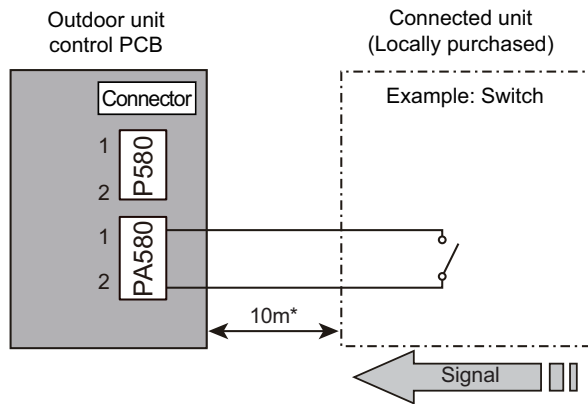 Outdoor unit
control PCB
Connected unit
(Locally purchased)
Connector
Example: Switch
1
2
P580
1
2
PA580
10m*
Signal